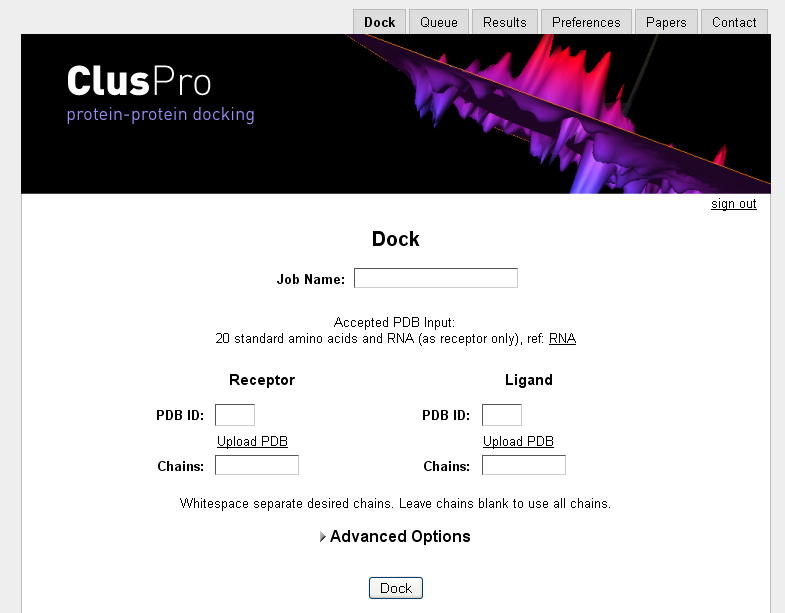 Dock Queue Results Preferences Papers Contact
ClusPro
protein-protein docking
sign out
Dock
Job Name:
Accepted PDB Input:
20 standard amino acids and RNA (as receptor only), ref: RNA
Receptor Ligand
PDB ID: PDB ID:
Upload PDB Upload PDB
Chains: Chains:
Whitespace separate desired chains. Leave chains blank to use all chains.
Advanced Options
Dock